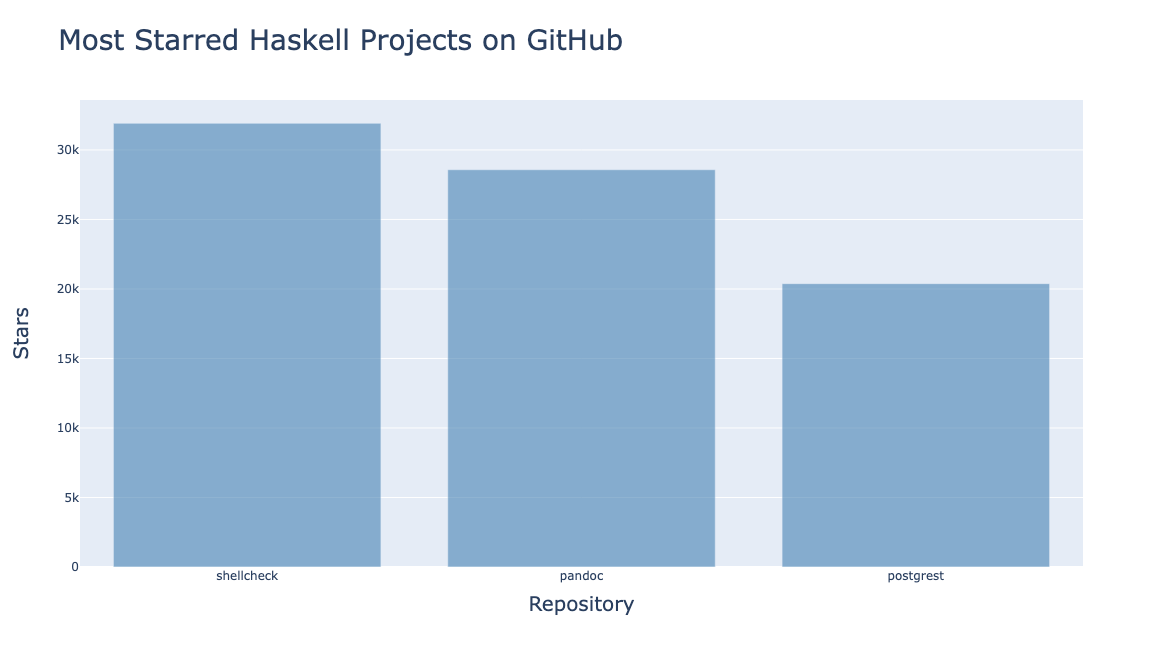 Most Starred Haskell Projects on GitHub
Stars
30k
25k
20k
15k
10k
5k
0
shellcheck
pandoc
postgrest
Repository